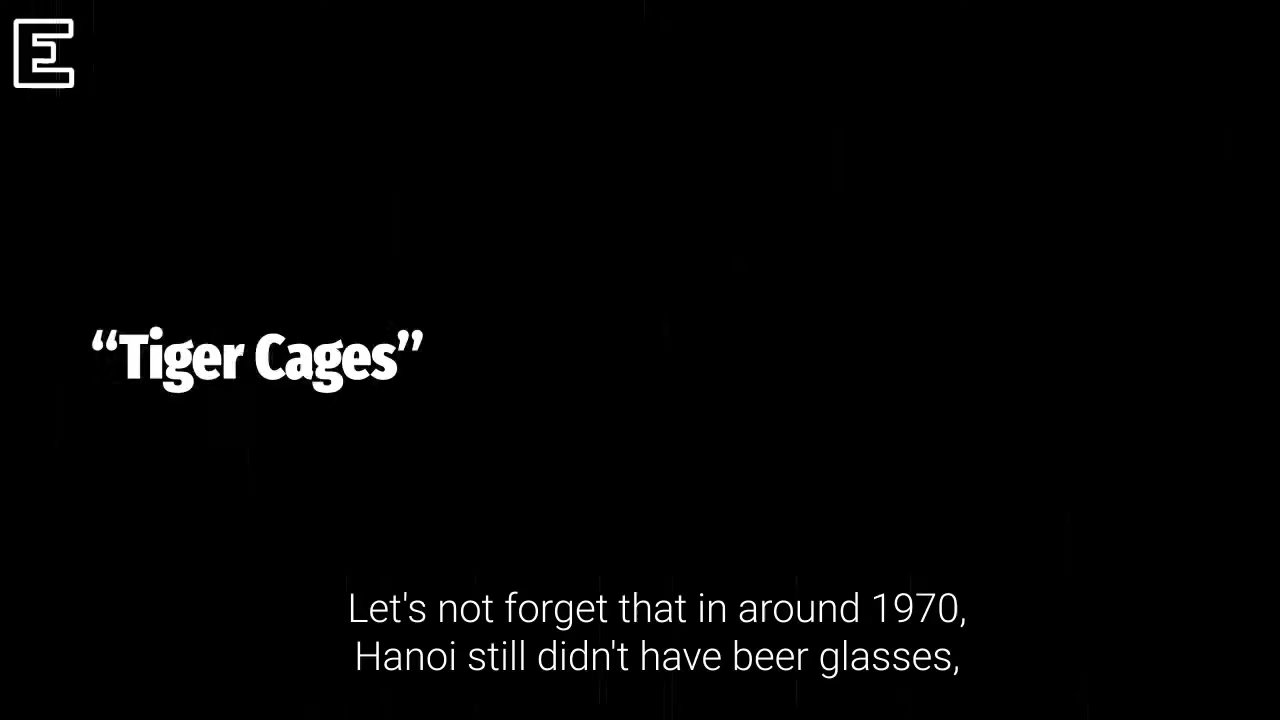 E
“Tiger Cages”
Let's not forget that in around 1970,
Hanoi still didn't have beer glasses,